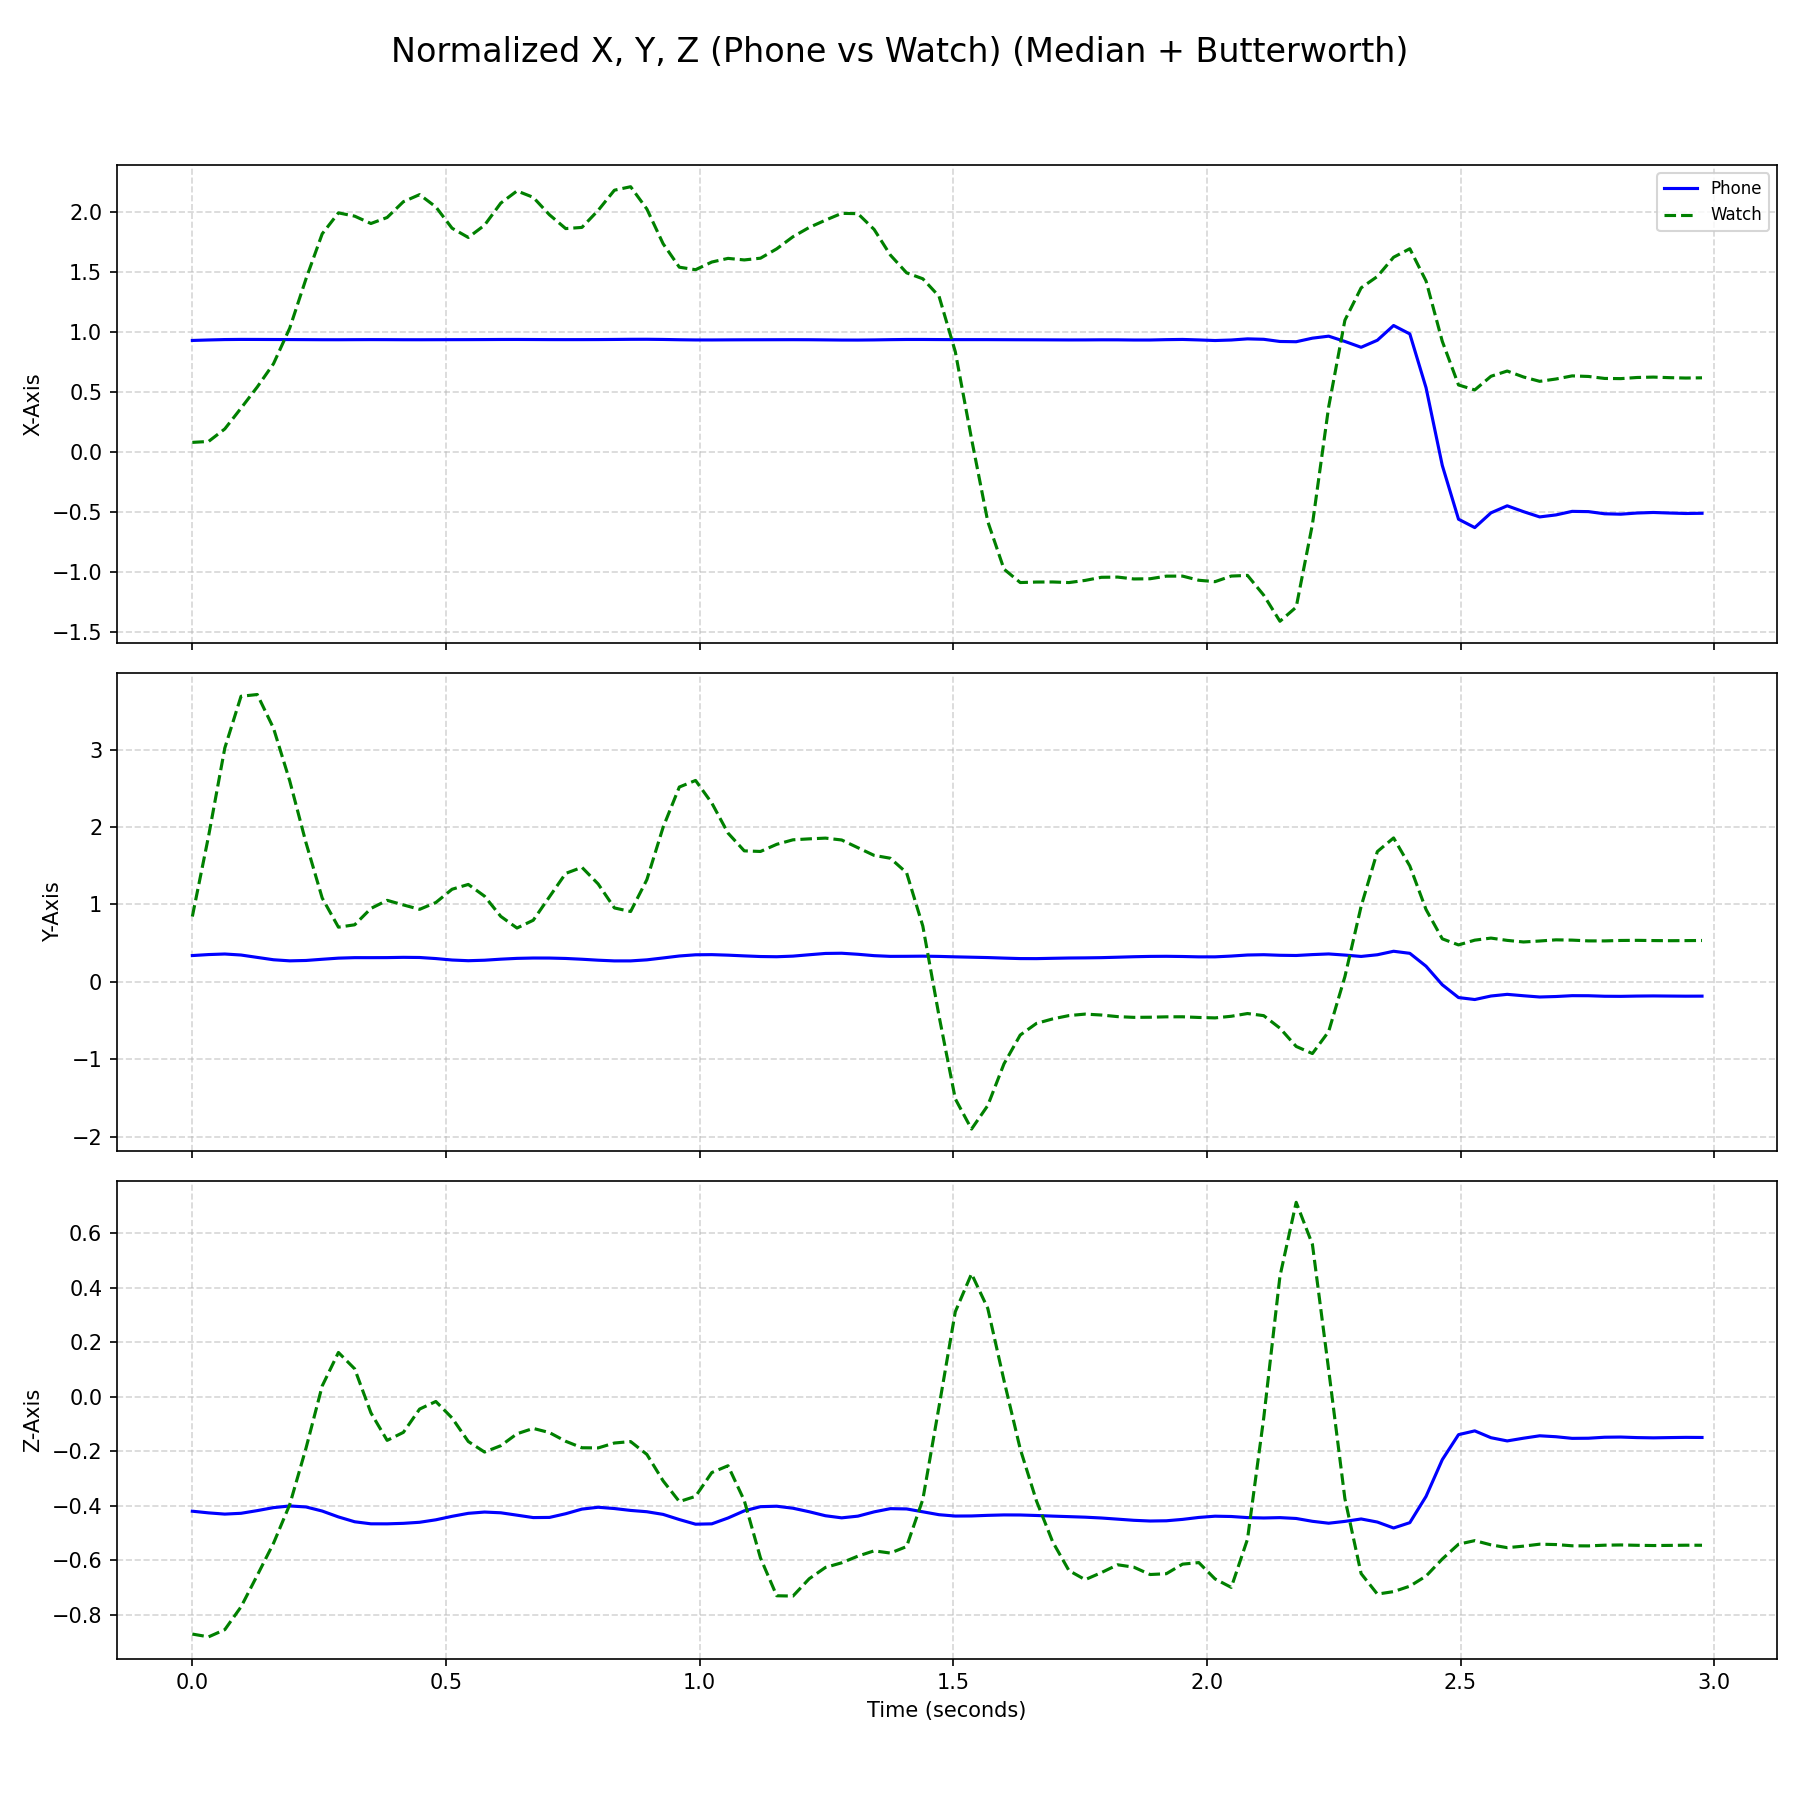 Normalized X, Y, Z (Phone vs Watch) (Median + Butterworth)
Phone
Watch
X-Axis
2.0
1.5
1.0
0.5
0.0
−0.5
−1.0
−1.5
Y-Axis
3
2
1
0
−1
−2
Z-Axis
0.6
0.4
0.2
0.0
−0.2
−0.4
−0.6
−0.8
0.0 0.5 1.0 1.5 2.0 2.5 3.0
Time (seconds)